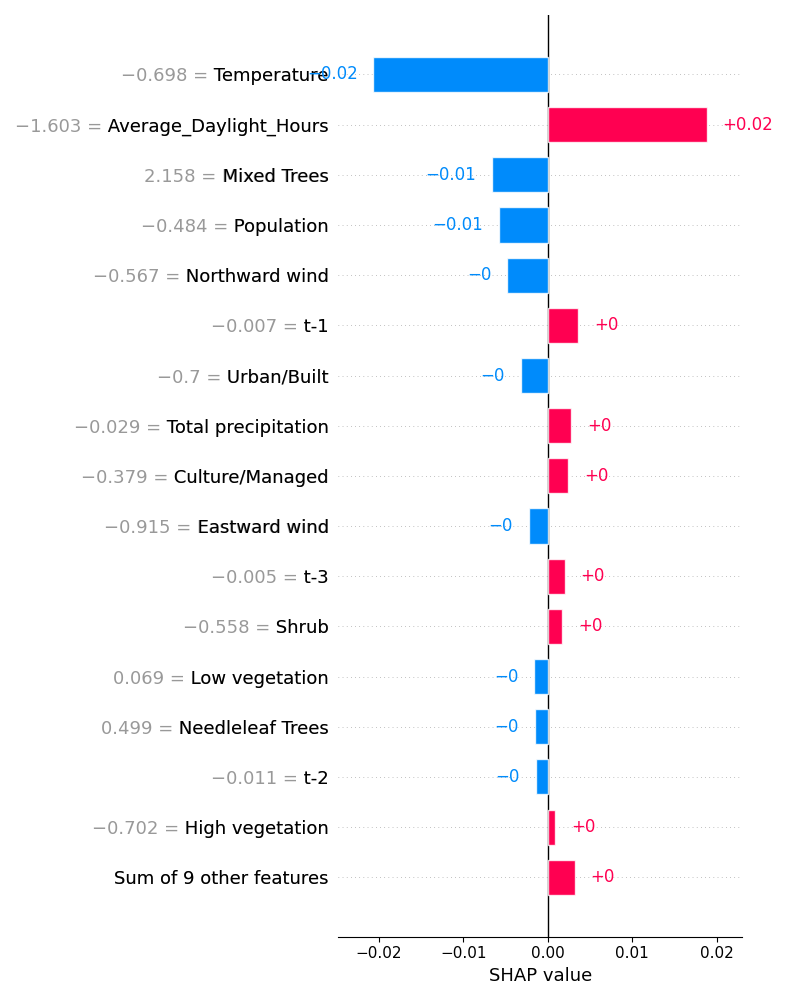 −0.698 = Temperature −0.02
−1.603 = Average_Daylight_Hours +0.02
2.158 = Mixed Trees −0.01
−0.484 = Population −0.01
−0.567 = Northward wind −0
−0.007 = t-1 +0
−0.7 = Urban/Built −0
−0.029 = Total precipitation +0
−0.379 = Culture/Managed +0
−0.915 = Eastward wind −0
−0.005 = t-3 +0
−0.558 = Shrub +0
0.069 = Low vegetation −0
0.499 = Needleleaf Trees −0
−0.011 = t-2 −0
−0.702 = High vegetation +0
Sum of 9 other features +0
−0.02 −0.01 0.00 0.01 0.02
SHAP value